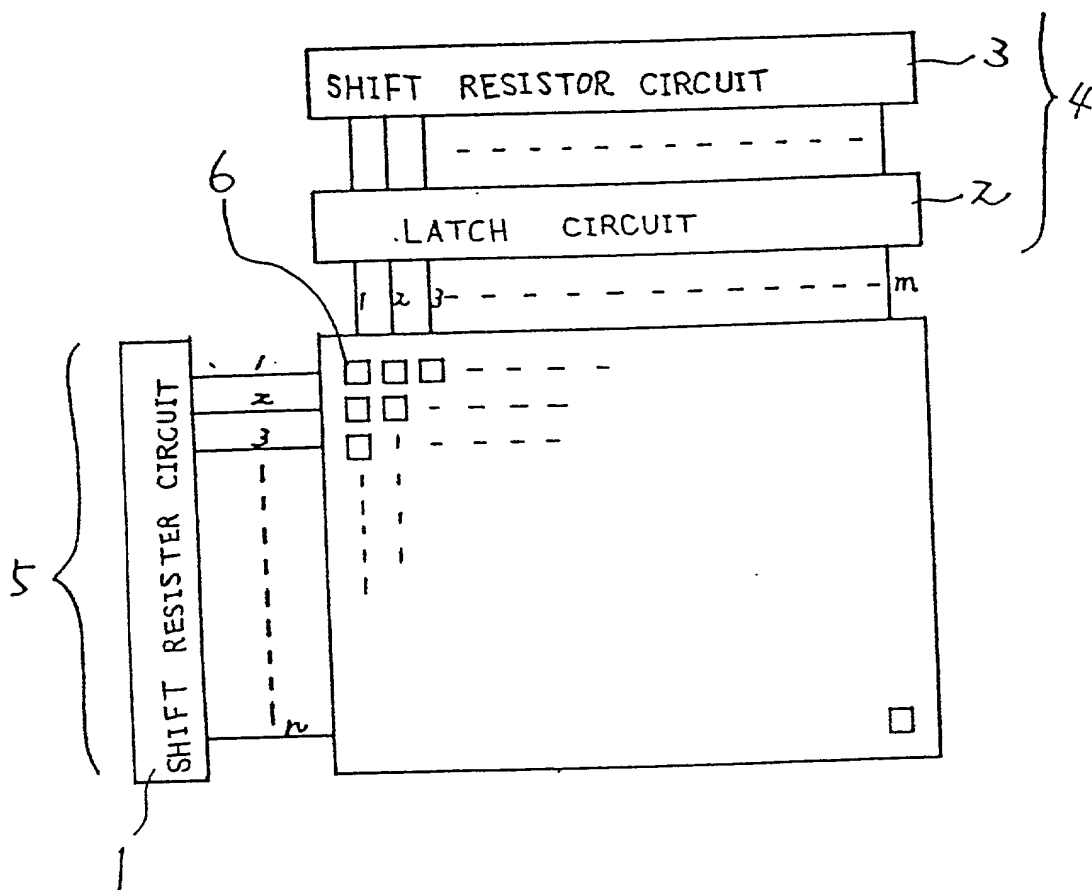 3
SHIFT RESISTOR CIRCUIT
4
6
2
LATCH CIRCUIT
1 2 3 m
1
2
3
n
5
SHIFT RESISTER CIRCUIT
1